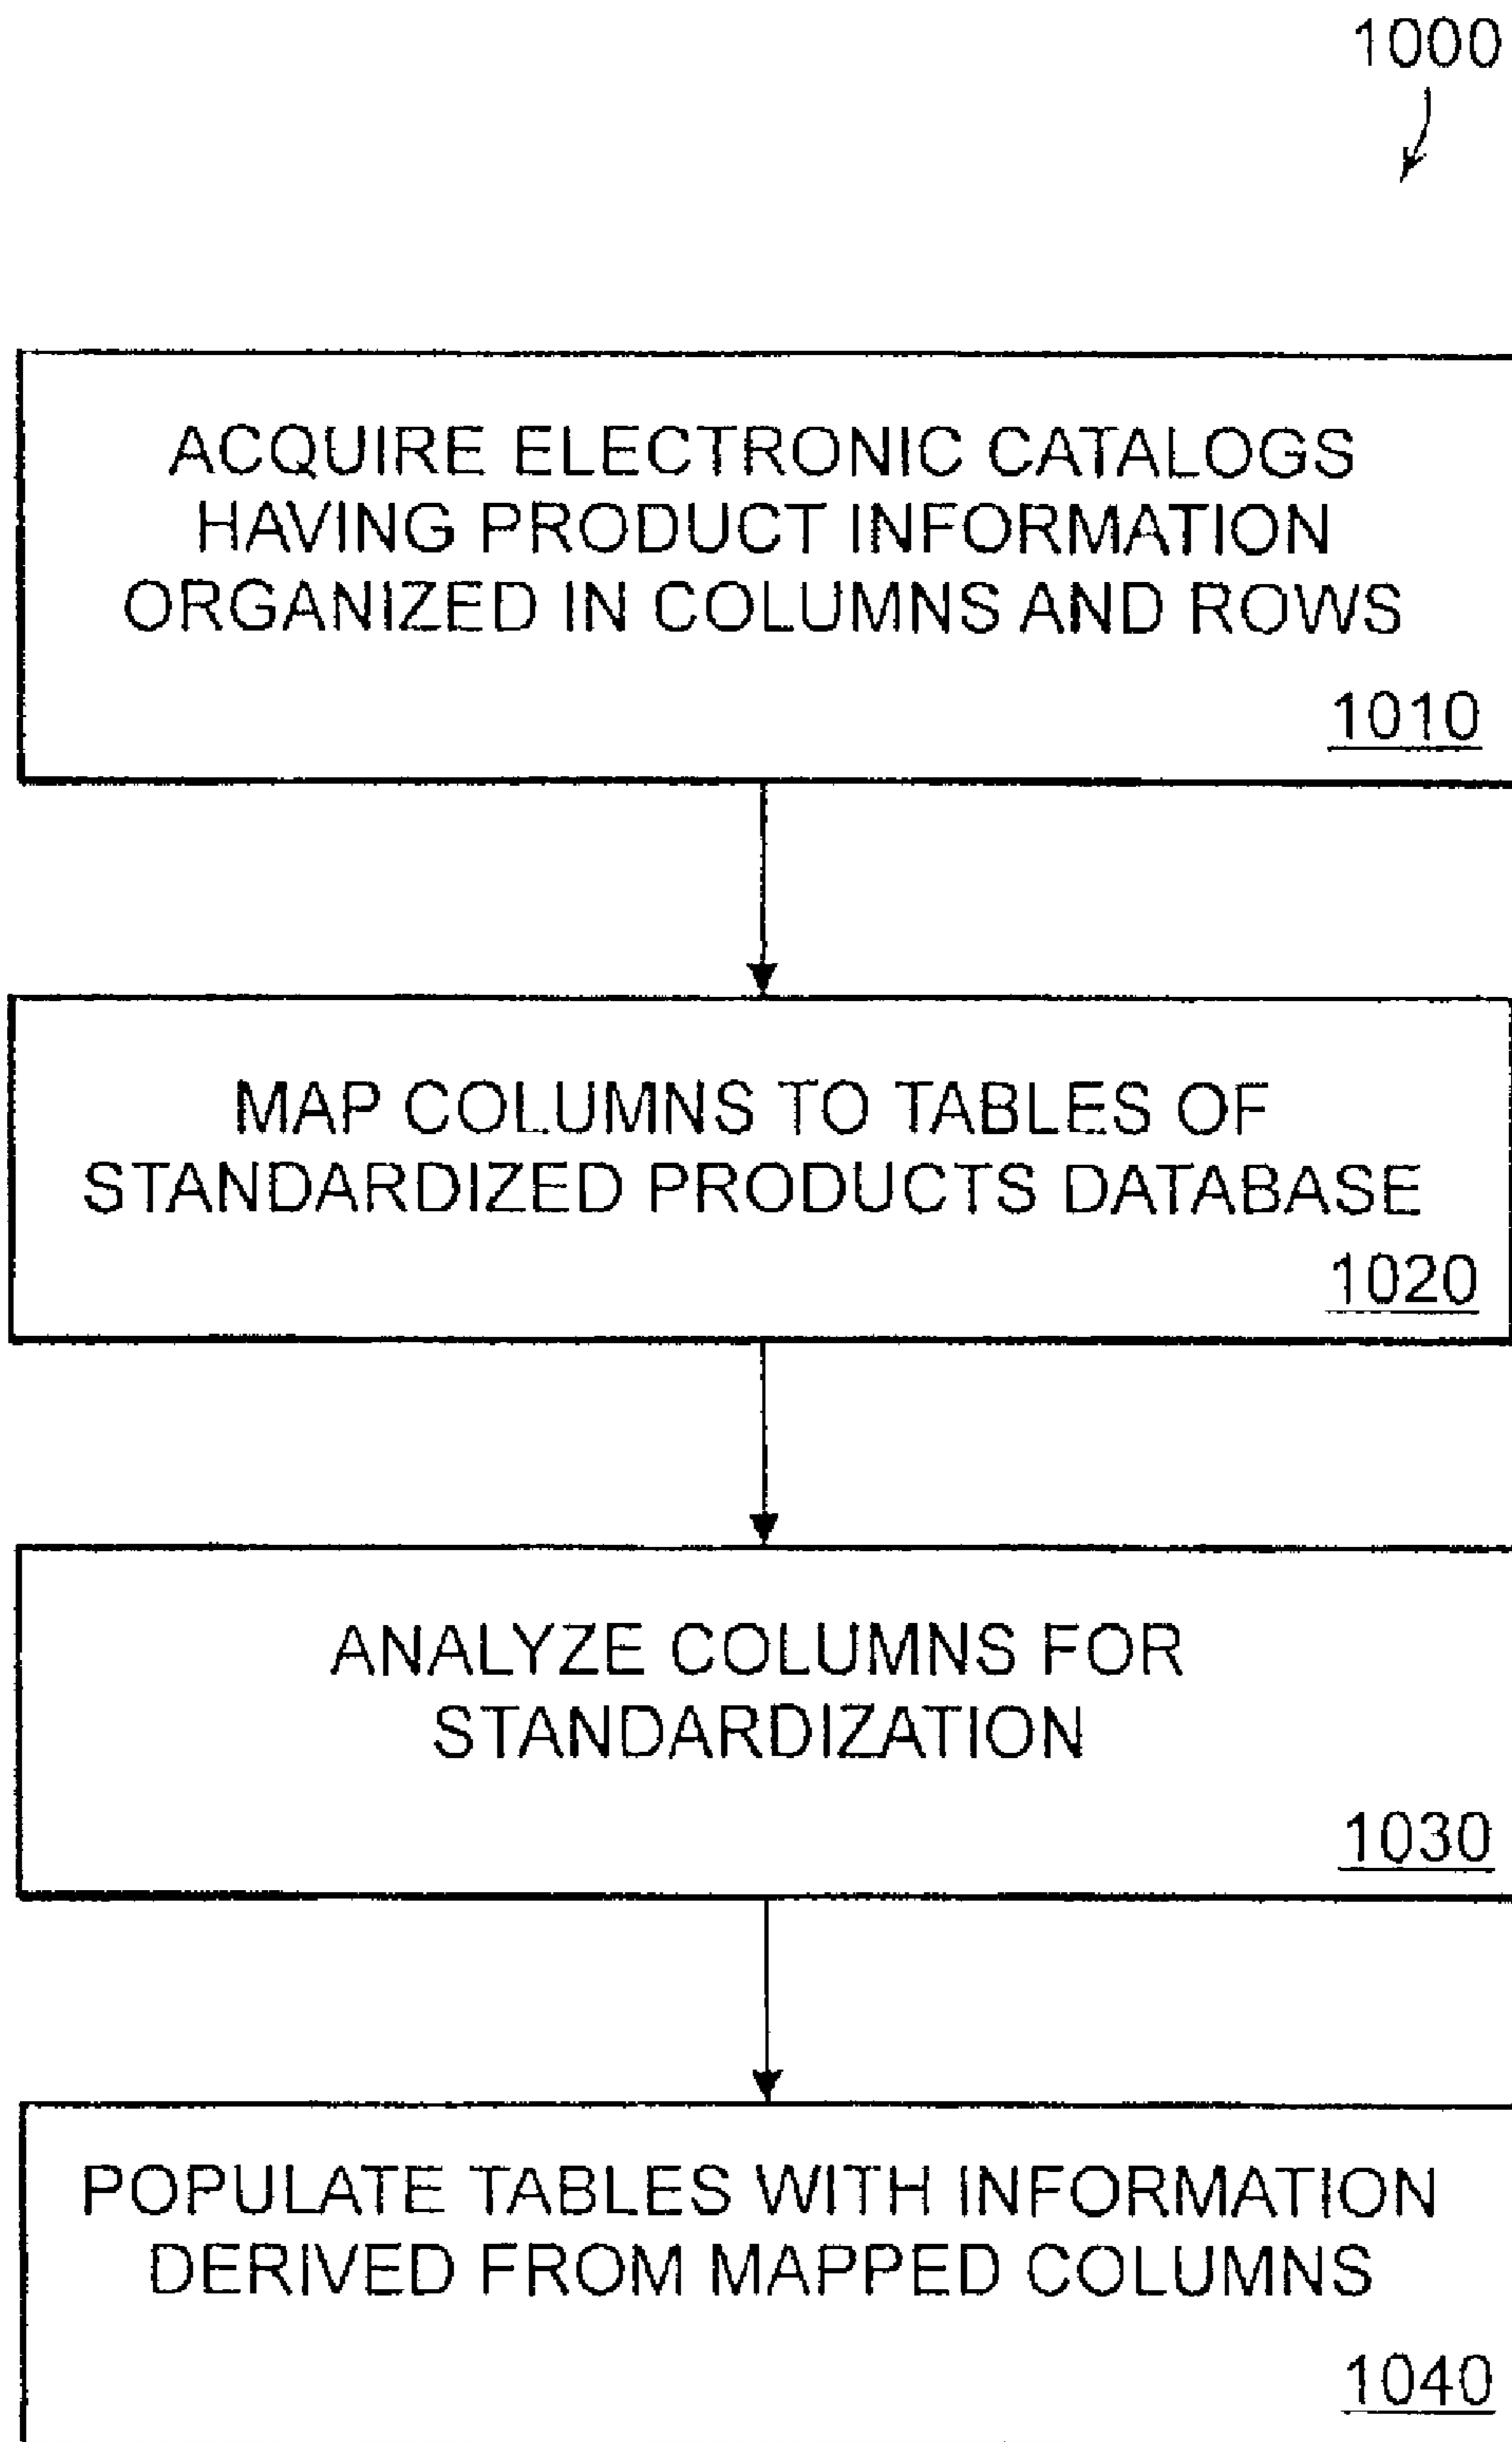 1000
ACQUIRE ELECTRONIC CATALOGS
HAVING PRODUCT INFORMATION
ORGANIZED IN COLUMNS AND ROWS
1010
MAP COLUMNS TO TABLES OF
STANDARDIZED PRODUCTS DATABASE
1020
ANALYZE COLUMNS FOR
STANDARDIZATION
1030
POPULATE TABLES WITH INFORMATION
DERIVED FROM MAPPED COLUMNS
1040